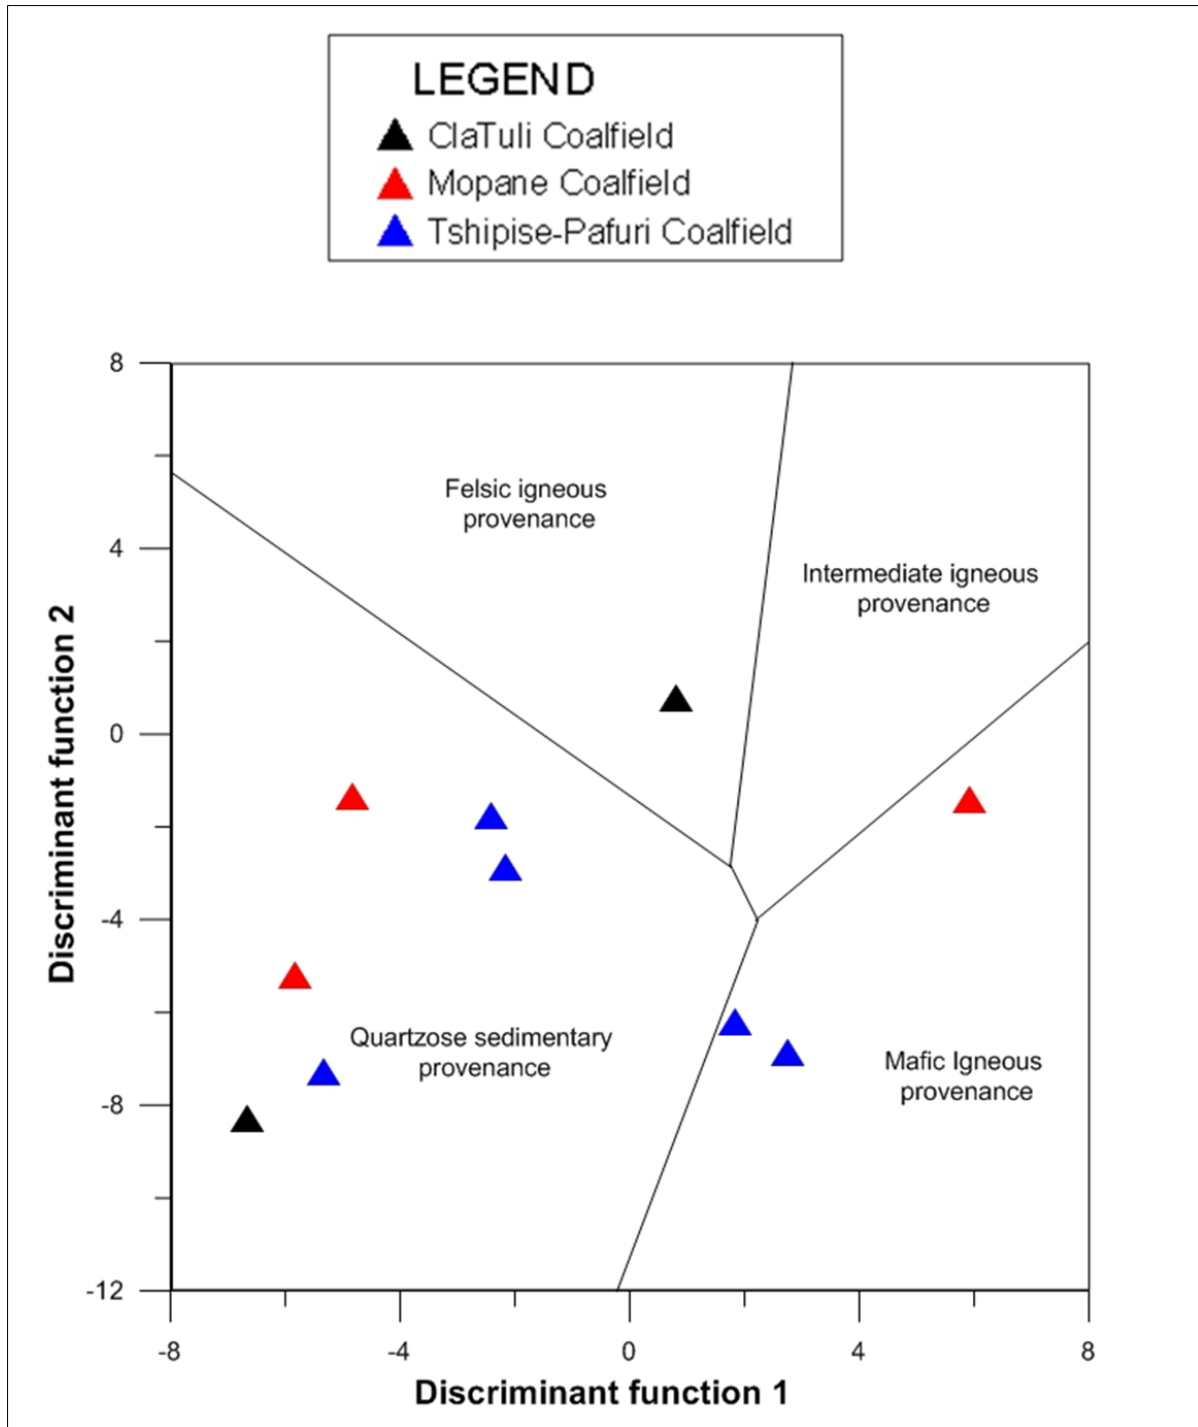 LEGEND
ClaTuli Coalfield
Mopane Coalfield
Tshipise-Pafuri Coalfield
8
4
0
-4
-8
-12
Discriminant function 2
Felsic igneous
provenance
Intermediate igneous
provenance
Quartzose sedimentary
provenance
Mafic Igneous
provenance
-8
-4
0
4
8
Discriminant function 1